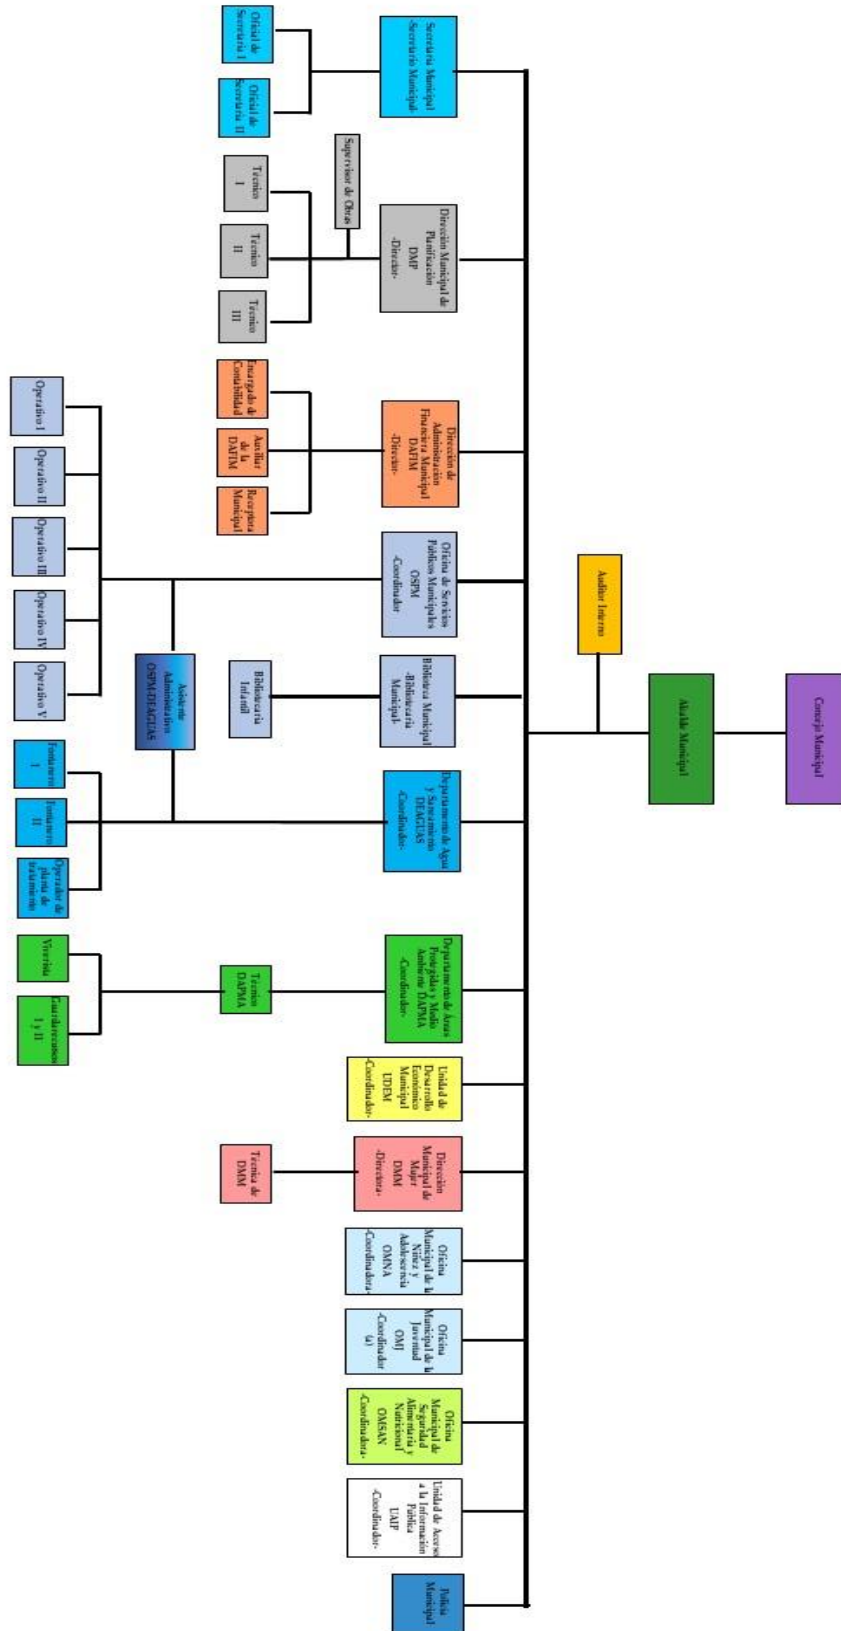 Concejo Municipal
Alcalde Municipal
Auditor Interno
Secretaria Municipal
-Secretario Municipal-
Oficial de
Secretaria I
Oficial de
Secretaria II
Dirección Municipal de
Planificación
DMP
-Director-
Supervisor de Obras
Técnico
I
Técnico
II
Técnico
III
Dirección de
Administración
Financiera Municipal
DAFIM
-Director-
Encargado de
Contabilidad
Auxiliar
de la
DAFIM
Receptora
Municipal
Oficina de Servicios
Públicos Municipales
OSPM
-Coordinador
Asistente
Administrativo
OSPM-DEAGUAS
Operativo I
Operativo II
Operativo III
Operativo IV
Operativo V
Biblioteca Municipal
-Bibliotecaria
Municipal-
Bibliotecaria
Infantil
Departamento de Agua
y Saneamiento
DEAGUAS
-Coordinador-
Fontanero
I
Fontanero
II
Operador de
planta de
tratamiento
Departamento de Áreas
Protegidas y Medio
Ambiente DAPMA
-Coordinador-
Técnico
DAPMA
Viverista
Guardarecursos
I y II
Unidad de
Desarrollo
Económico
Municipal
UDEM
-Coordinador-
Dirección
Municipal de
Mujer
DMM
-Directora-
Técnica de
DMM
Oficina
Municipal de la
Niñez y
Adolescencia
OMNA
-Coordinadora-
Oficina
Municipal de la
Juventud
OMJ
-Coordinador
(a)
Oficina
Municipal de
Seguridad
Alimentaria y
Nutricional
OMSAN
-Coordinadora-
Unidad de Acceso
a la Información
Pública
UAIP
-Coordinador-
Policía
Municipal